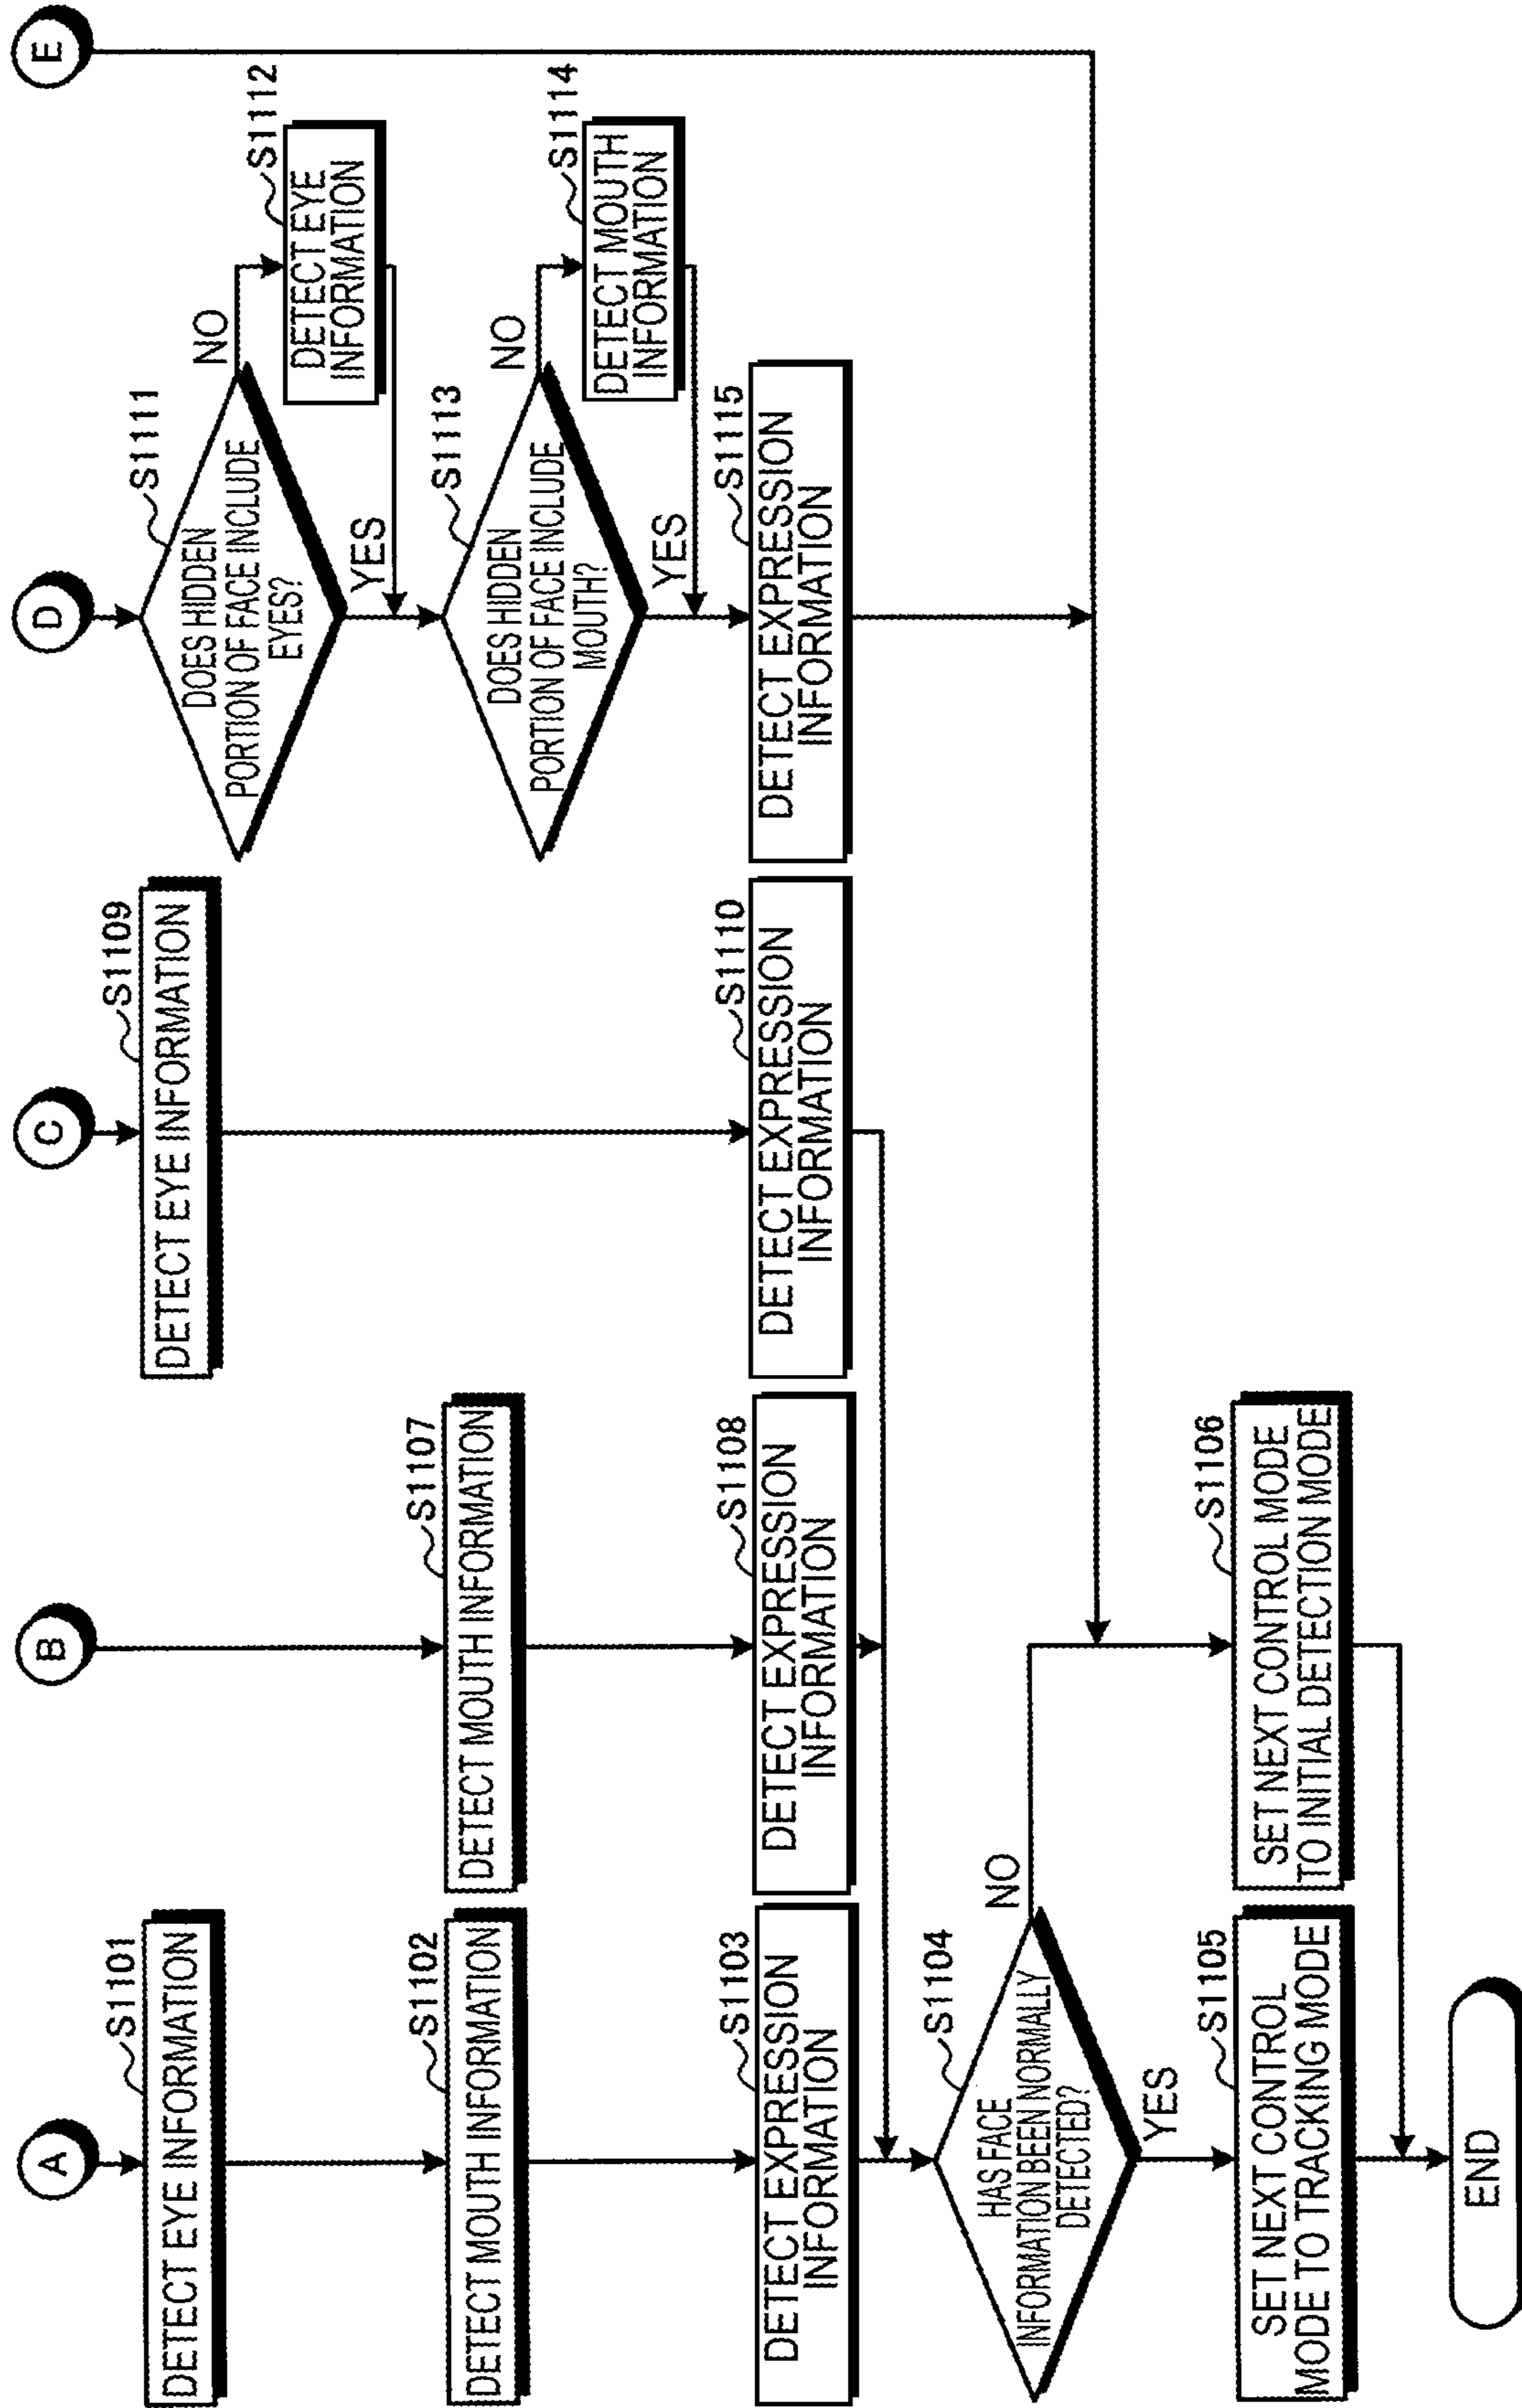 A
S1101
DETECT EYE INFORMATION
S1102
DETECT MOUTH INFORMATION
S1103
DETECT EXPRESSION
INFORMATION
S1104
HAS FACE
INFORMATION BEEN NORMALLY
DETECTED?
NO
YES
S1105
SET NEXT CONTROL
MODE TO TRACKING MODE
END
B
S1107
DETECT MOUTH INFORMATION
S1108
DETECT EXPRESSION
INFORMATION
S1106
SET NEXT CONTROL MODE
TO INITIAL DETECTION MODE
C
S1109
DETECT EYE INFORMATION
S1110
DETECT EXPRESSION
INFORMATION
D
S1111
DOES HIDDEN
PORTION OF FACE INCLUDE
EYES?
NO
S1112
DETECT EYE
INFORMATION
YES
S1113
DOES HIDDEN
PORTION OF FACE INCLUDE
MOUTH?
NO
S1114
DETECT MOUTH
INFORMATION
YES
S1115
DETECT EXPRESSION
INFORMATION
E